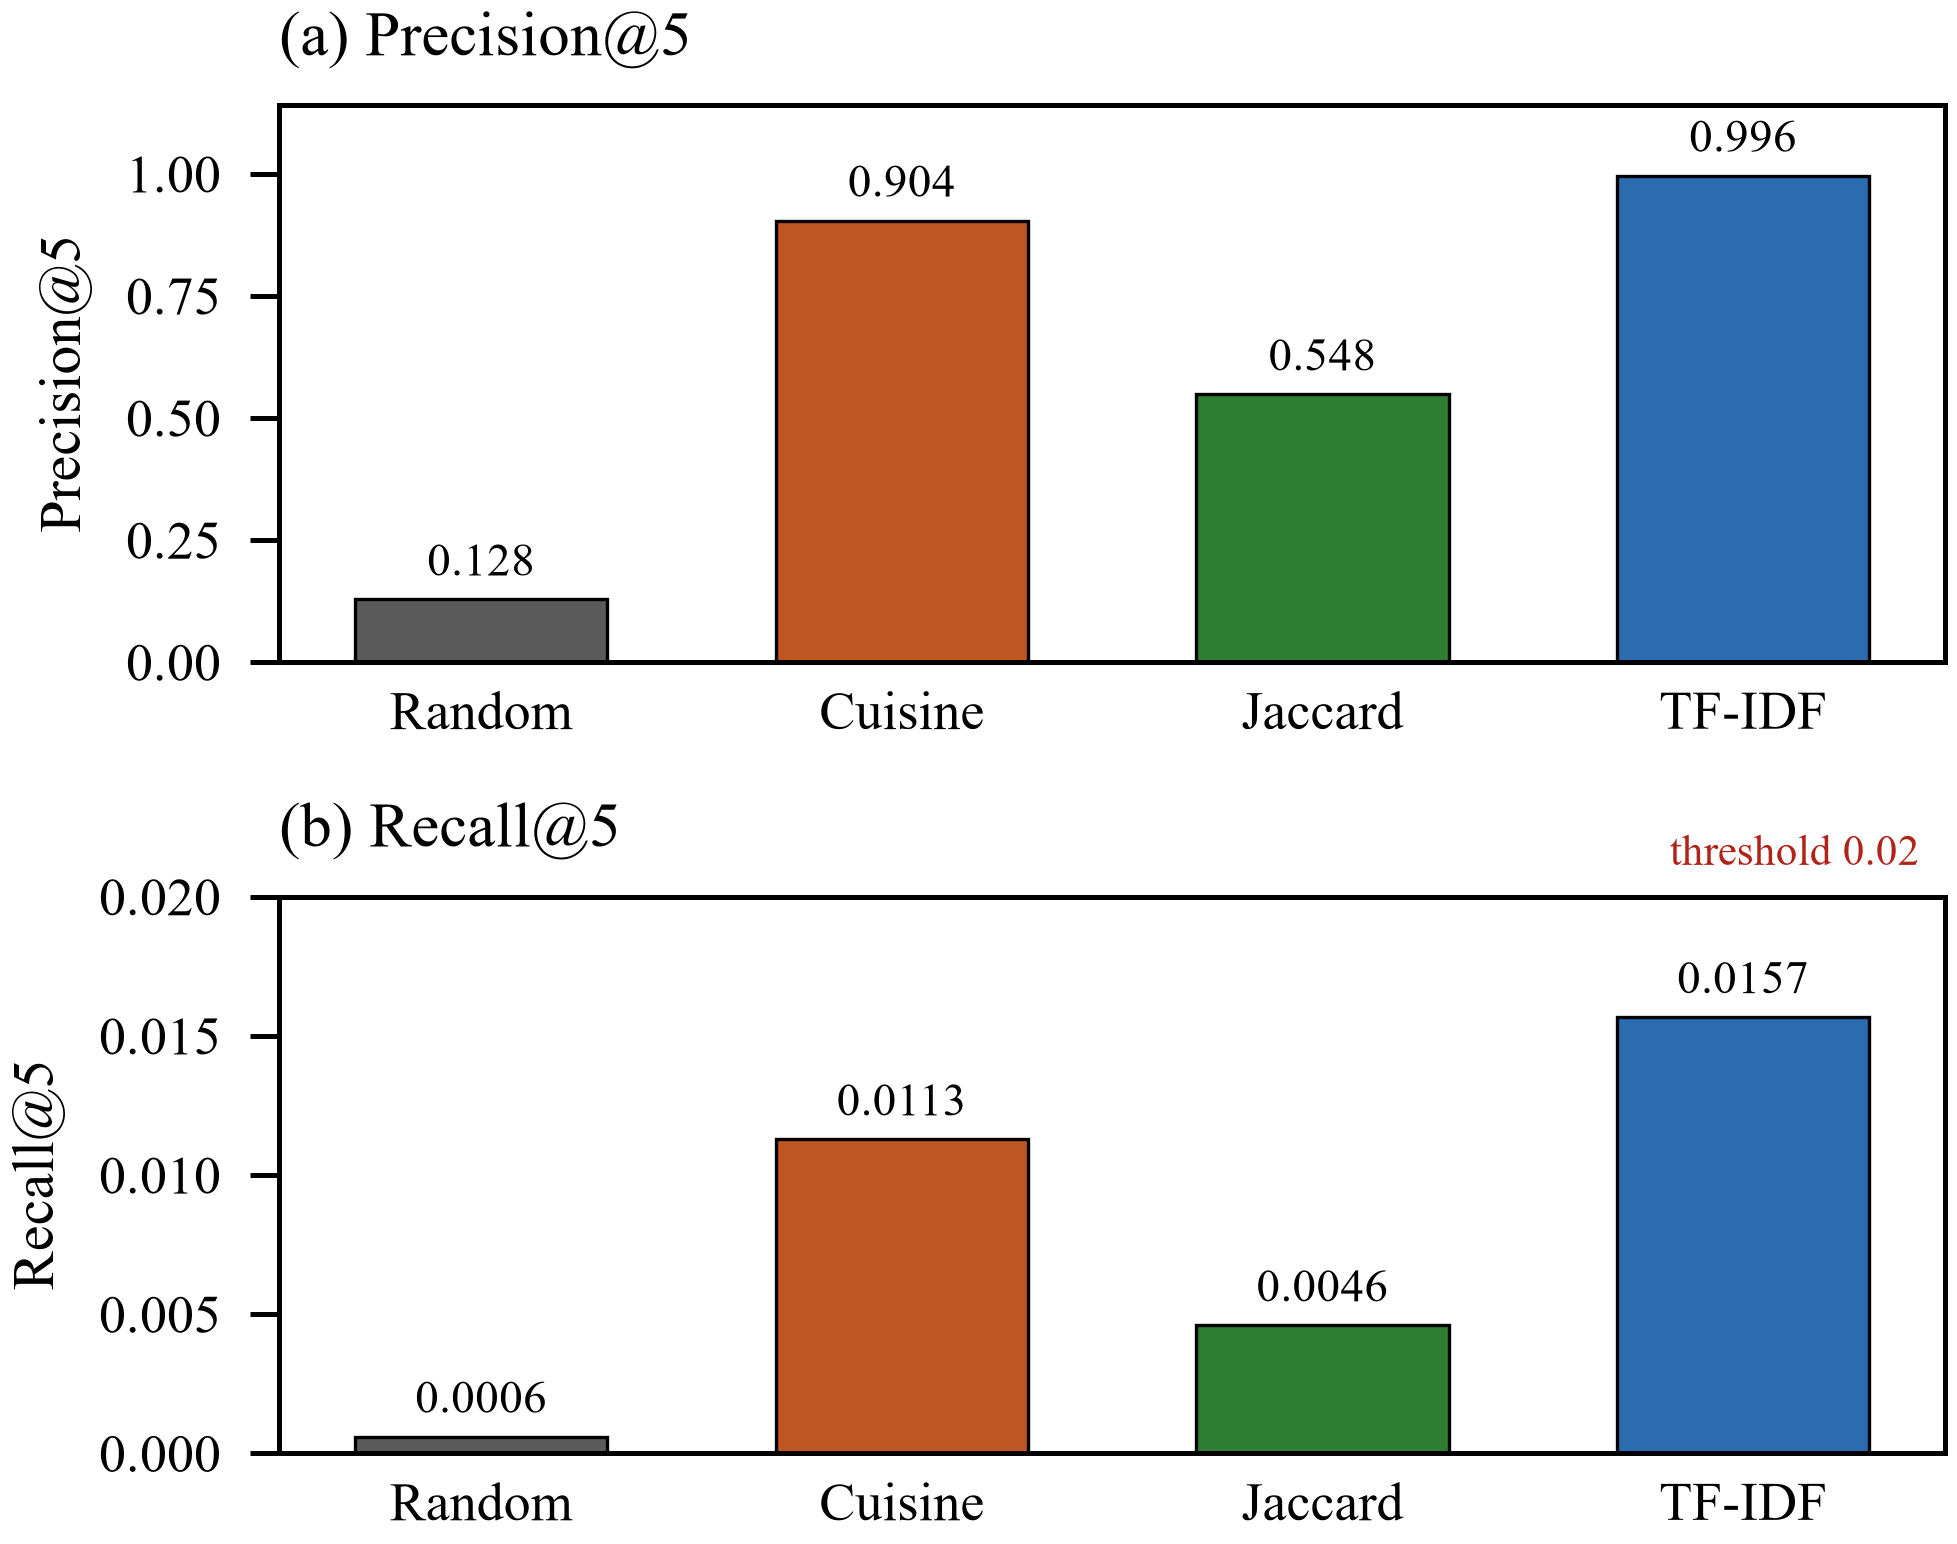 (a) Precision@5
Precision@5
1.00
0.75
0.50
0.25
0.00
0.128
0.904
0.548
0.996
Random
Cuisine
Jaccard
TF-IDF
(b) Recall@5
threshold 0.02
Recall@5
0.020
0.015
0.010
0.005
0.000
0.0006
0.0113
0.0046
0.0157
Random
Cuisine
Jaccard
TF-IDF